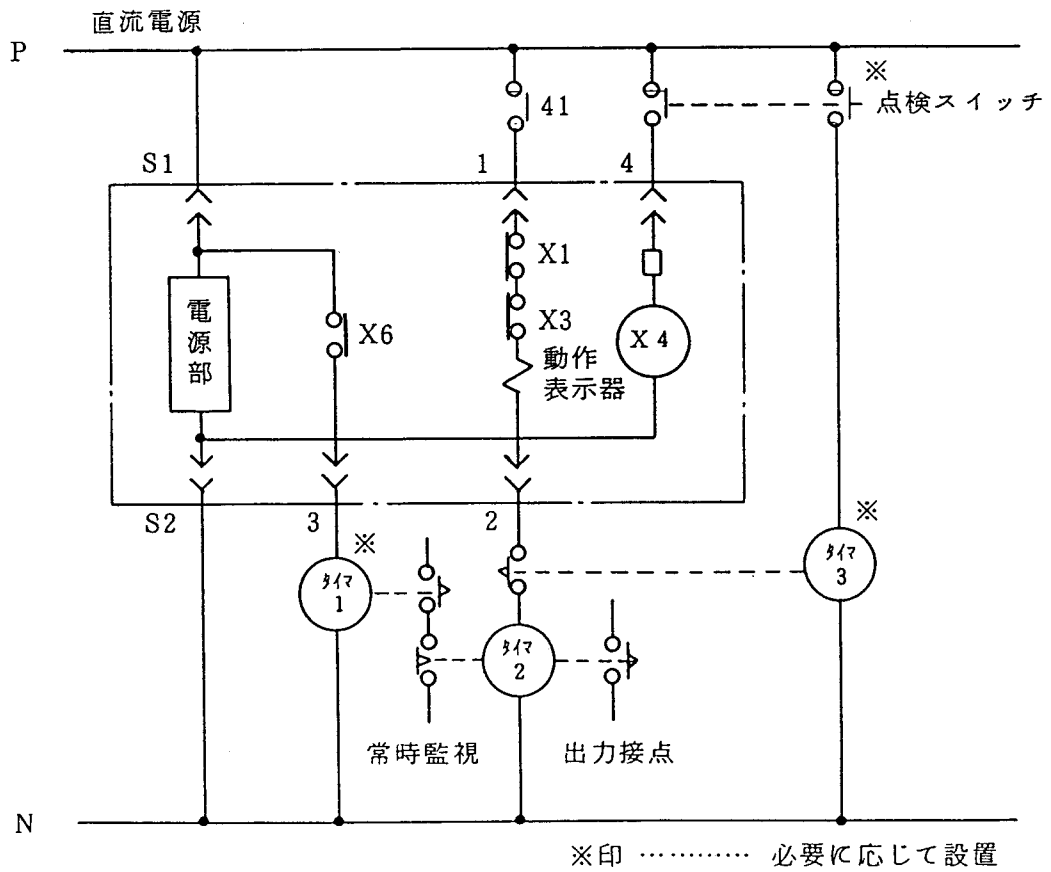 直流電源
P
※
41
点検スイッチ
S1
1
4
X1
X3
X6
X4
電源部
動作
表示器
S2
3
2
※
※
タイマ
1
タイマ
2
タイマ
3
常時監視
出力接点
N
※印 ………… 必要に応じて設置